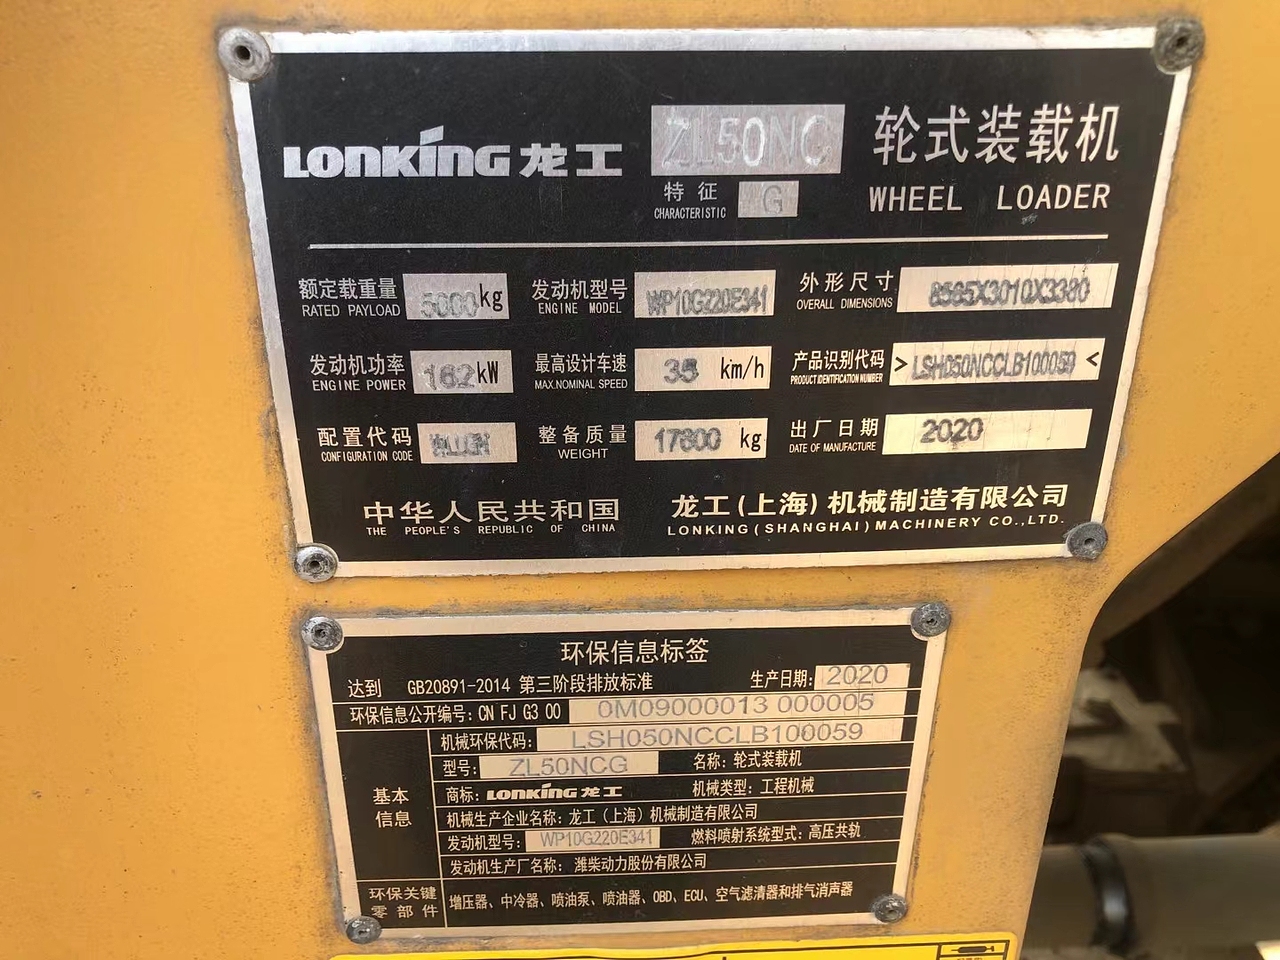 LONKING 龙工 ZL50NC 轮式装载机
特征 G WHEEL LOADER
CHARACTERISTIC
额定载重量 5000kg 发动机型号 WP10G220E341 外形尺寸 8585X3010X3380
RATED PAYLOAD ENGINE MODEL OVERALL DIMENSIONS
发动机功率 162kW 最高设计车速 35 km/h 产品识别代码 >LSH050NCCLB100059<
ENGINE POWER MAX.NOMINAL SPEED PRODUCT IDENTIFICATION NUMBER
配置代码 整备质量 17600 kg 出厂日期 2020
CONFIGURATION CODE WEIGHT DATE OF MANUFACTURE
中华人民共和国 龙工(上海)机械制造有限公司
THE PEOPLE'S REPUBLIC OF CHINA LONKING(SHANGHAI)MACHINERY CO.,LTD.
环保信息标签
达到 GB20891-2014 第三阶段排放标准 生产日期: 2020
环保信息公开编号: CN FJ G3 00 0M09000013 000005
机械环保代码: LSH050NCCLB100059
型号: ZL50NCG 名称: 轮式装载机
基本信息 商标: LONKING 龙工 机械类型: 工程机械
机械生产企业名称: 龙工(上海)机械制造有限公司
发动机型号: WP10G220E341 燃料喷射系统型式: 高压共轨
发动机生产厂名称: 潍柴动力股份有限公司
环保关键零部件 增压器、中冷器、喷油泵、喷油器、OBD、ECU、空气滤清器和排气消声器